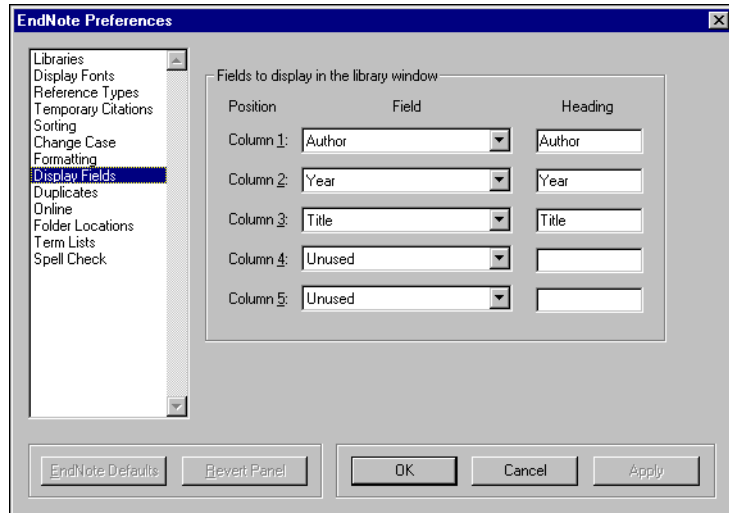 EndNote Preferences
Libraries
Display Fonts
Reference Types
Temporary Citations
Sorting
Change Case
Formatting
Display Fields
Duplicates
Online
Folder Locations
Term Lists
Spell Check
Fields to display in the library window
Position Field Heading
Column 1: Author Author
Column 2: Year Year
Column 3: Title Title
Column 4: Unused
Column 5: Unused
EndNote Defaults Revert Panel OK Cancel Apply